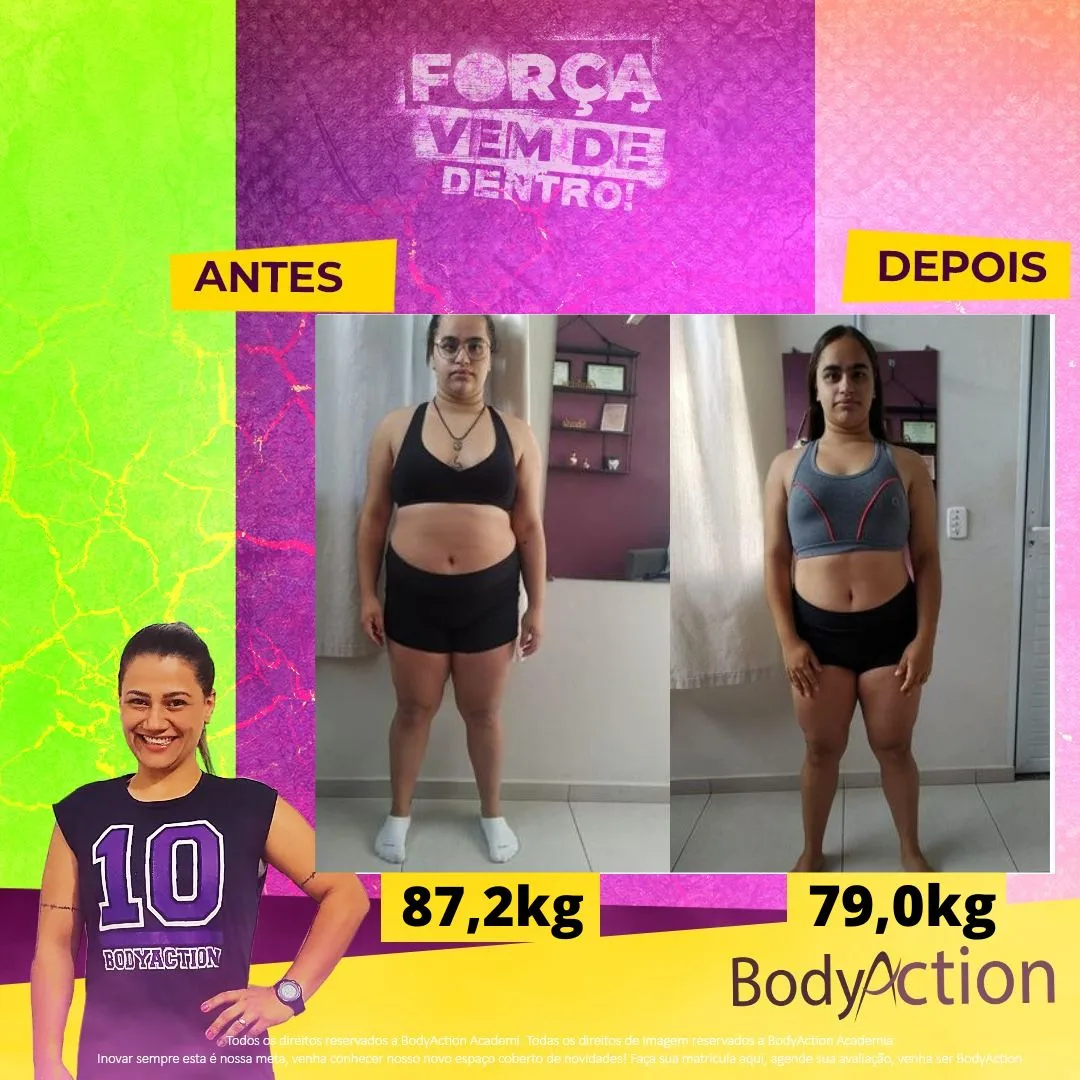 FORÇA
VEM DE
DENTRO!
ANTES
DEPOIS
10
BODYACTION
87,2kg
79,0kg
BodyAction
Todos os direitos reservados a BodyAction Academi Todas os direitos de Imagem reservados a BodyAction Academia
Inovar sempre esta é nossa meta, venha conhecer nosso novo espaço coberto de novidades! Faça sua matrícula aqui, agende sua avaliação, venha ser BodyAction